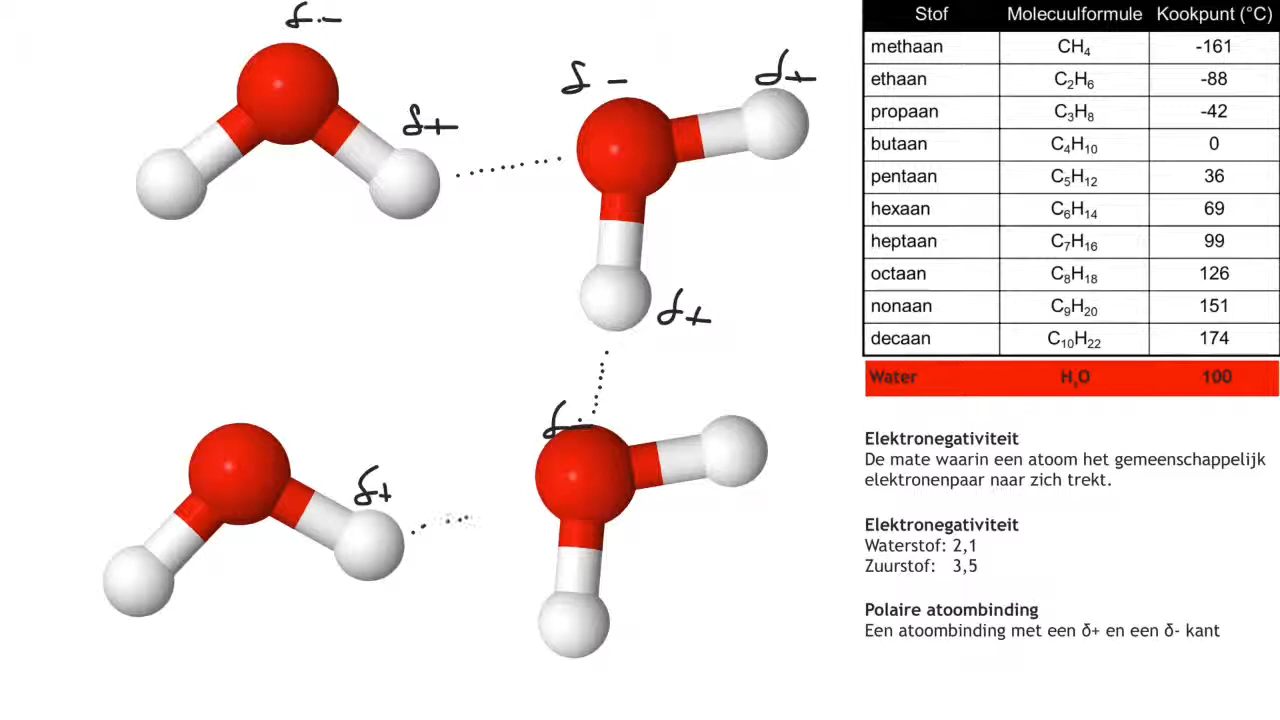 δ-
δ+
δ -
δ+
δ+
δ-
δ+
Stof Molecuulformule Kookpunt (°C)
methaan CH₄ -161
ethaan C₂H₆ -88
propaan C₃H₈ -42
butaan C₄H₁₀ 0
pentaan C₅H₁₂ 36
hexaan C₆H₁₄ 69
heptaan C₇H₁₆ 99
octaan C₈H₁₈ 126
nonaan C₉H₂₀ 151
decaan C₁₀H₂₂ 174
Water H₂O 100
Elektronegativiteit
De mate waarin een atoom het gemeenschappelijk
elektronenpaar naar zich trekt.
Elektronegativiteit
Waterstof: 2,1
Zuurstof: 3,5
Polaire atoombinding
Een atoombinding met een δ+ en een δ- kant